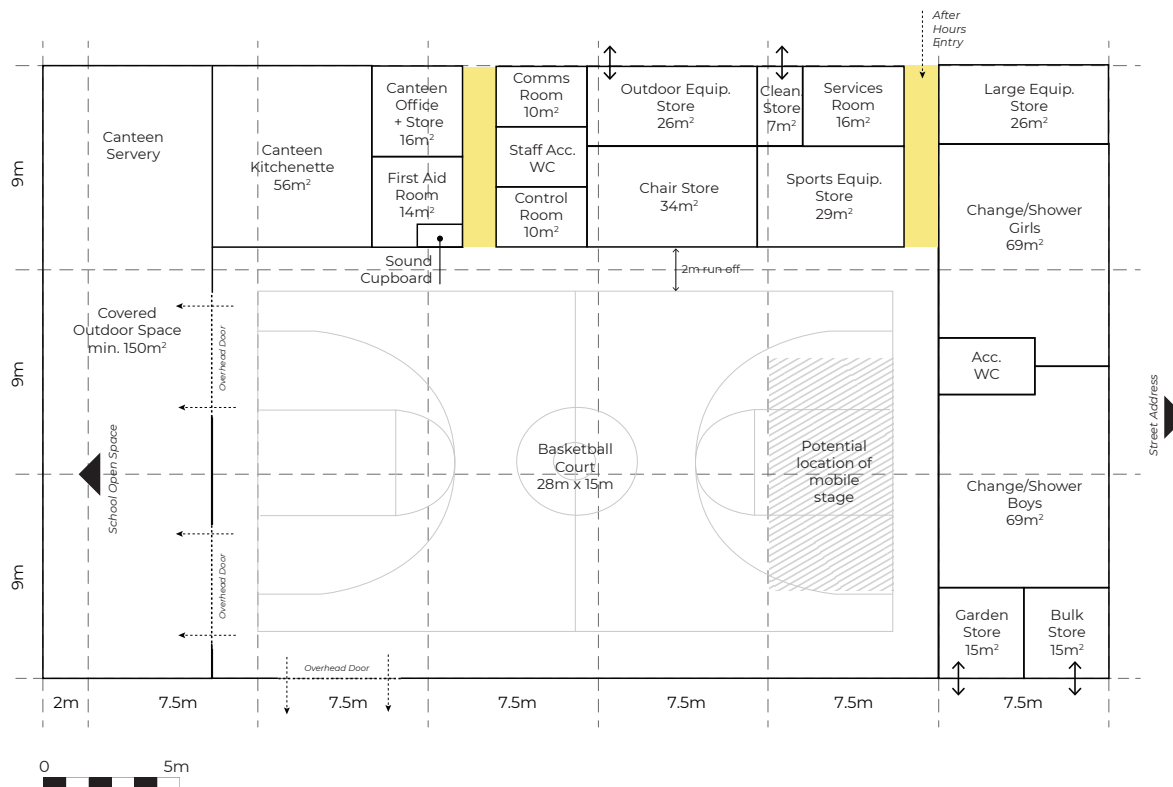 After
Hours
Entry
Canteen
Servery
Canteen
Kitchenette
56m²
Canteen
Office
+ Store
16m²
First Aid
Room
14m²
Sound
Cupboard
Comms
Room
10m²
Staff Acc.
WC
Control
Room
10m²
Outdoor Equip.
Store
26m²
Chair Store
34m²
Clean.
Store
7m²
Services
Room
16m²
Sports Equip.
Store
29m²
Large Equip.
Store
26m²
Change/Shower
Girls
69m²
9m
2m run off
Covered
Outdoor Space
min. 150m²
Overhead Door
Acc.
WC
9m
Street Address
School Open Space
Basketball
Court
28m x 15m
Potential
location of
mobile
stage
Change/Shower
Boys
69m²
9m
Overhead Door
Garden
Store
15m²
Bulk
Store
15m²
Overhead Door
2m
7.5m
7.5m
7.5m
7.5m
7.5m
7.5m
0
5m